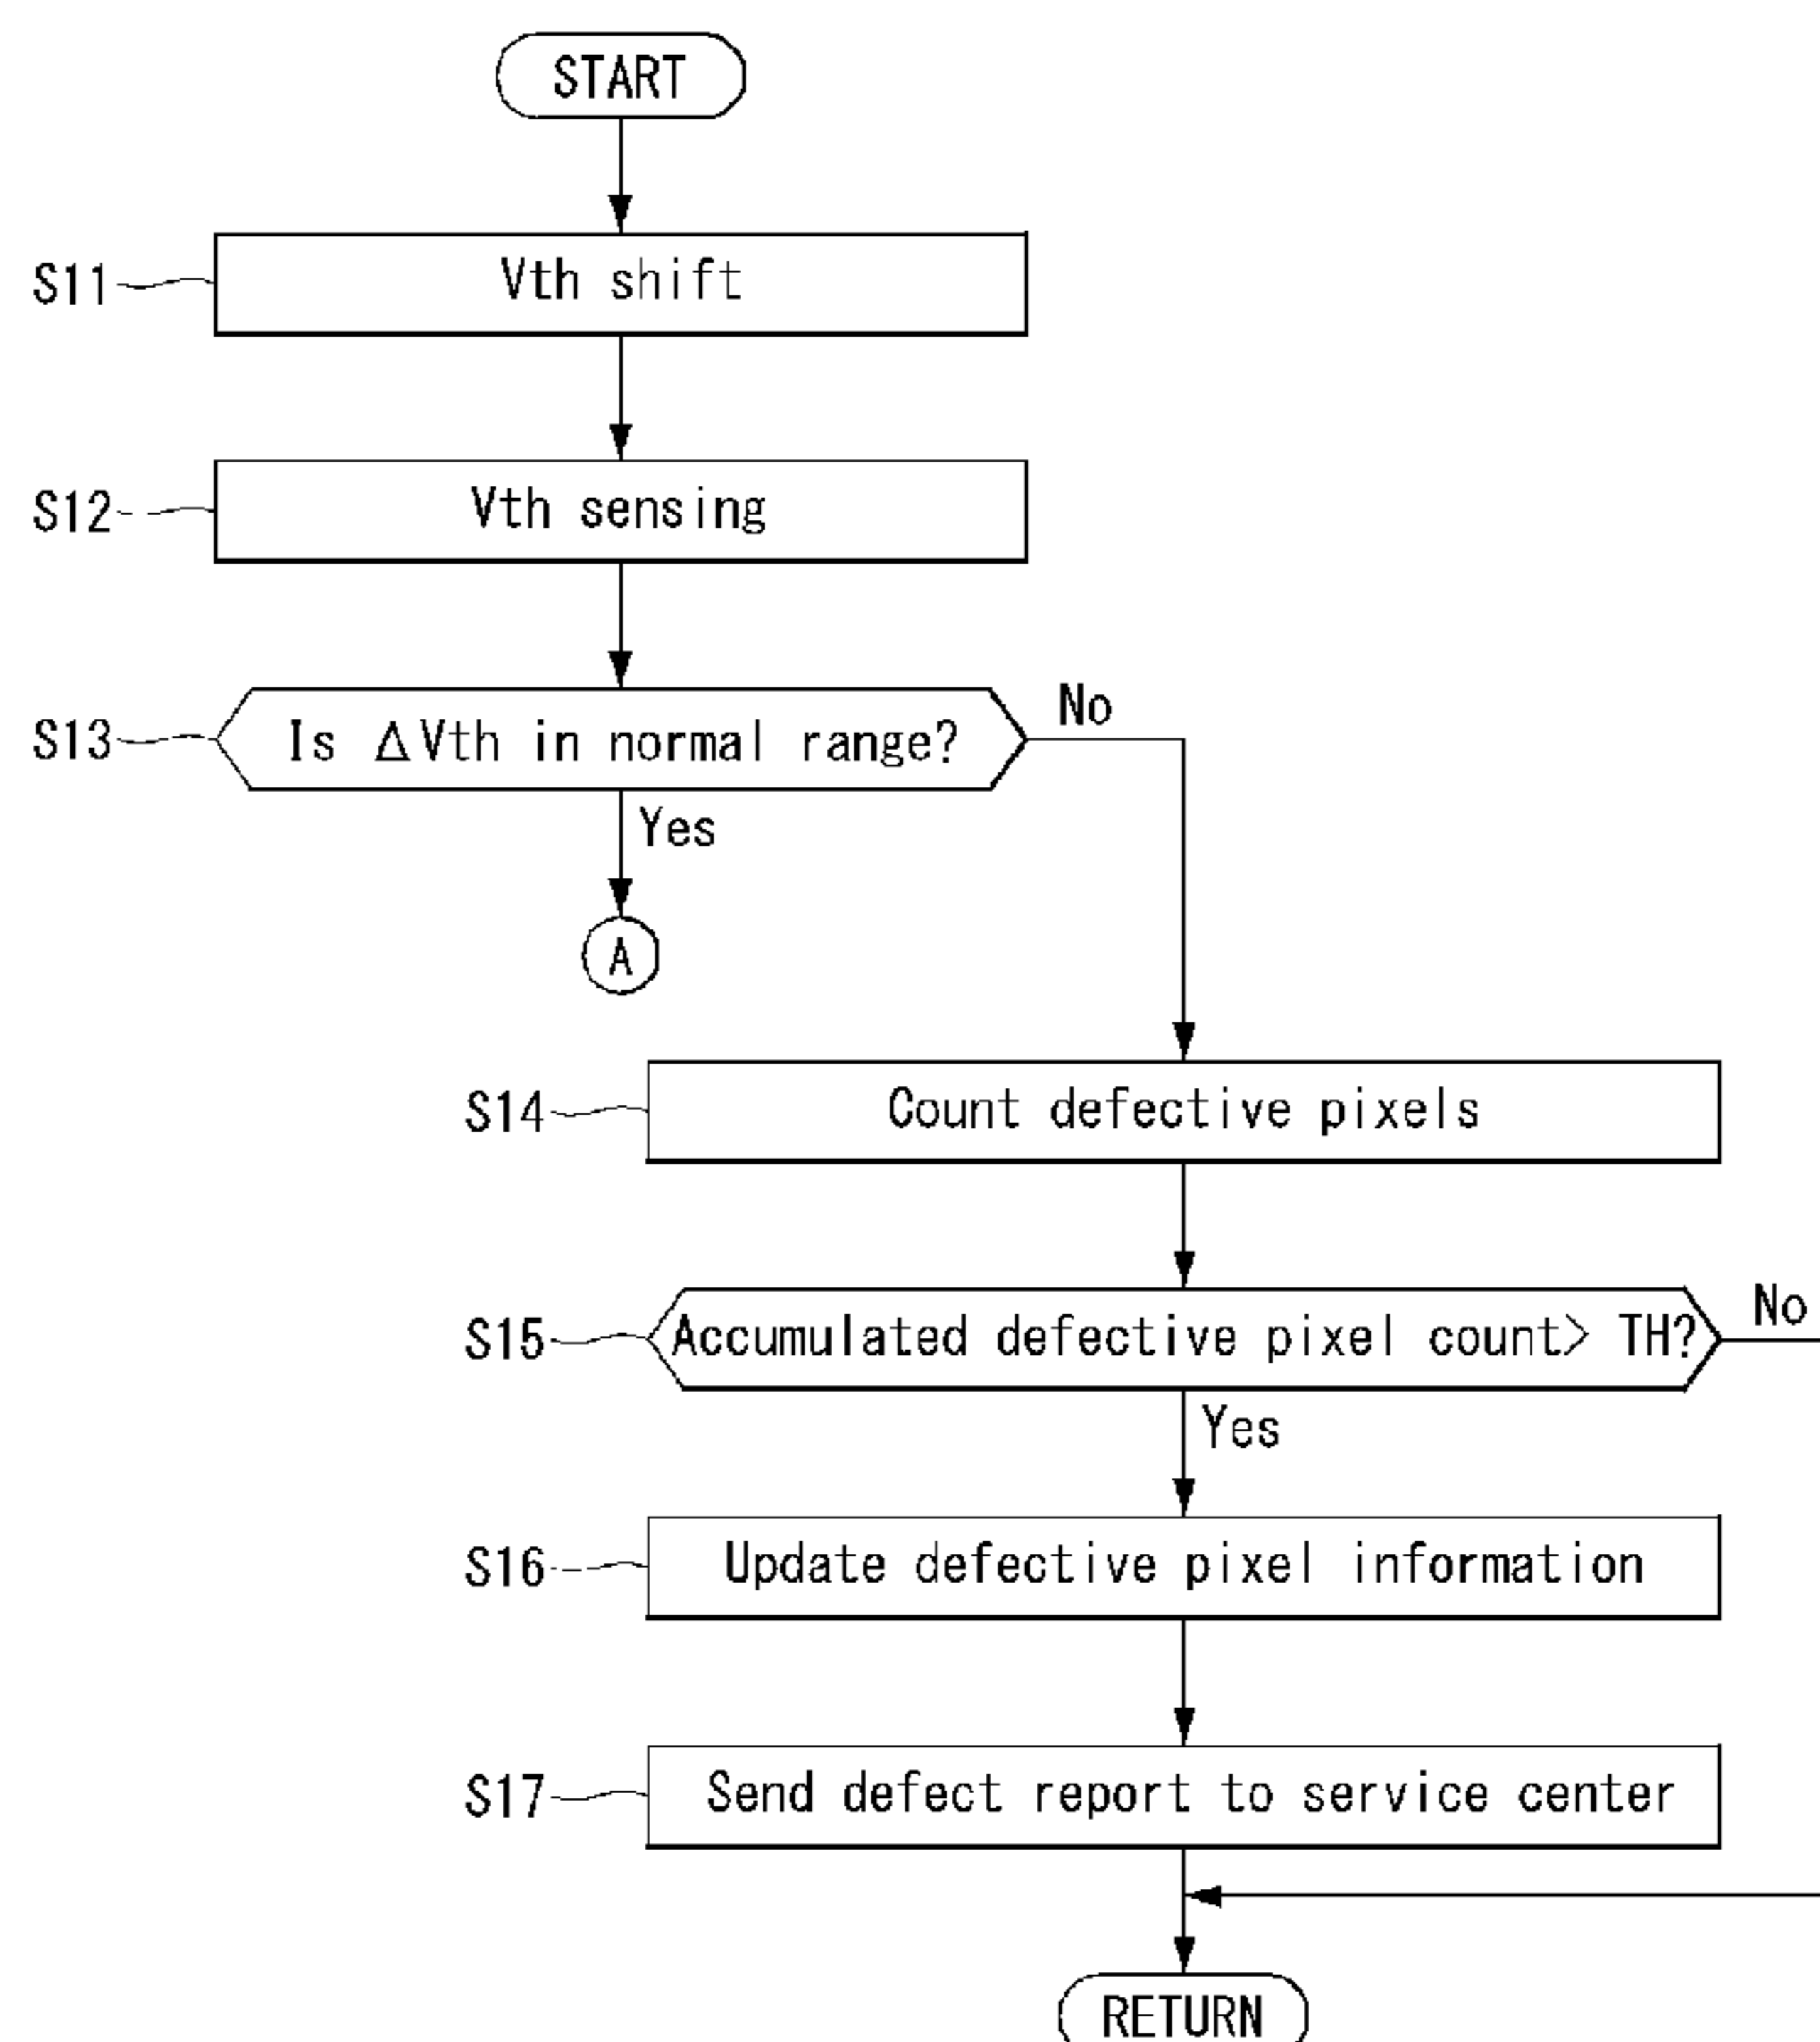 START
S11
Vth shift
S12
Vth sensing
S13
Is ΔVth in normal range?
No
Yes
A
S14
Count defective pixels
S15
Accumulated defective pixel count> TH?
No
Yes
S16
Update defective pixel information
S17
Send defect report to service center
RETURN